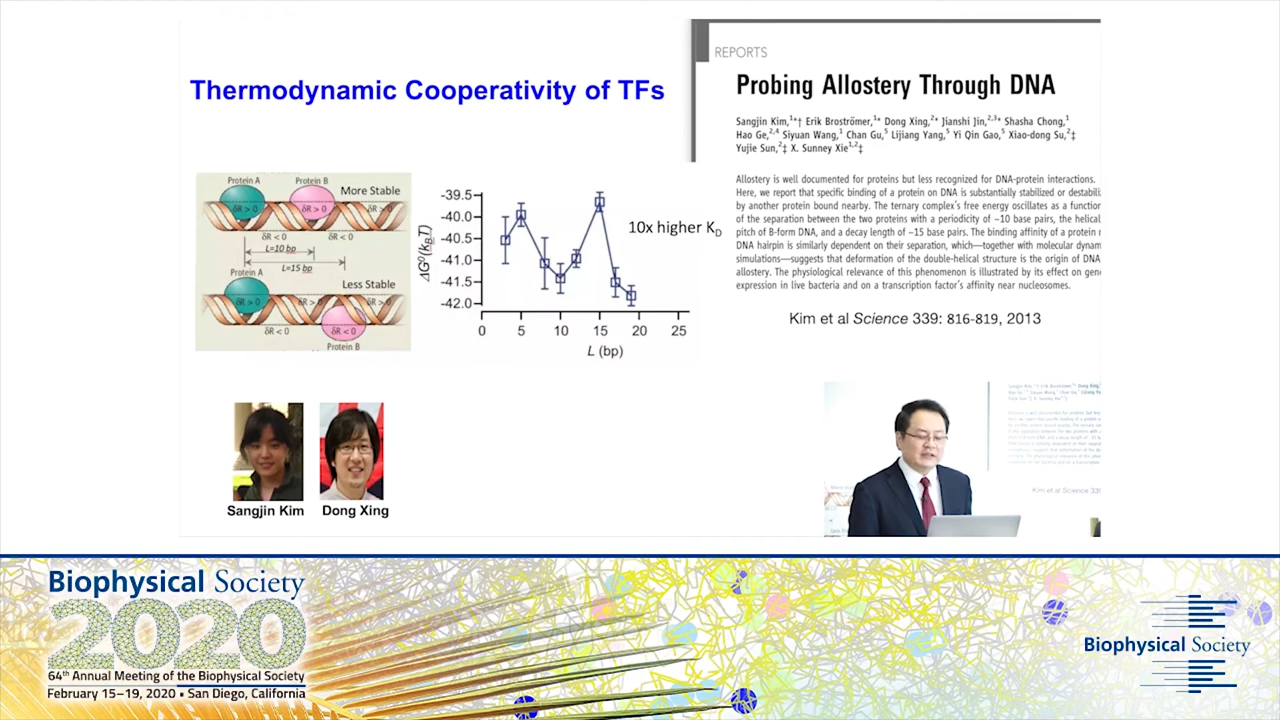 Thermodynamic Cooperativity of TFs
REPORTS
Probing Allostery Through DNA
Sangjin Kim,¹*† Erik Broströmer,¹* Dong Xing,²* Jianshi Jin,²,³* Shasha Chong,¹
Hao Ge,²,⁴ Siyuan Wang,¹ Chan Gu,⁵ Lijiang Yang,⁵ Yi Qin Gao,⁵ Xiao-dong Su,²‡
Yujie Sun,²‡ X. Sunney Xie¹,²‡
Allostery is well documented for proteins but less recognized for DNA-protein interactions.
Here, we report that specific binding of a protein on DNA is substantially stabilized or destabili
by another protein bound nearby. The ternary complex's free energy oscillates as a function
of the separation between the two proteins with a periodicity of ~10 base pairs, the helical
pitch of B-form DNA, and a decay length of ~15 base pairs. The binding affinity of a protein
DNA hairpin is similarly dependent on their separation, which—together with molecular dynam
simulations—suggests that deformation of the double-helical structure is the origin of DNA
allostery. The physiological relevance of this phenomenon is illustrated by its effect on gen
expression in live bacteria and on a transcription factor's affinity near nucleosomes.
Kim et al Science 339: 816-819, 2013
Protein A
Protein B
More Stable
δR > 0
δR > 0
δR >
δR < 0
δR < 0
L=10 bp
L=15 bp
Protein A
Less Stable
δR > 0
δR >
δR > 0
δR < 0
δR < 0
Protein B
ΔG⁰(k_BT)
-39.5
-40.0
-40.5
-41.0
-41.5
-42.0
0 5 10 15 20 25
L (bp)
10x higher K_D
Sangjin Kim
Dong Xing
Kim et al Science 339
Biophysical Society
2020
64th Annual Meeting of the Biophysical Society
February 15–19, 2020 • San Diego, California
Biophysical Society